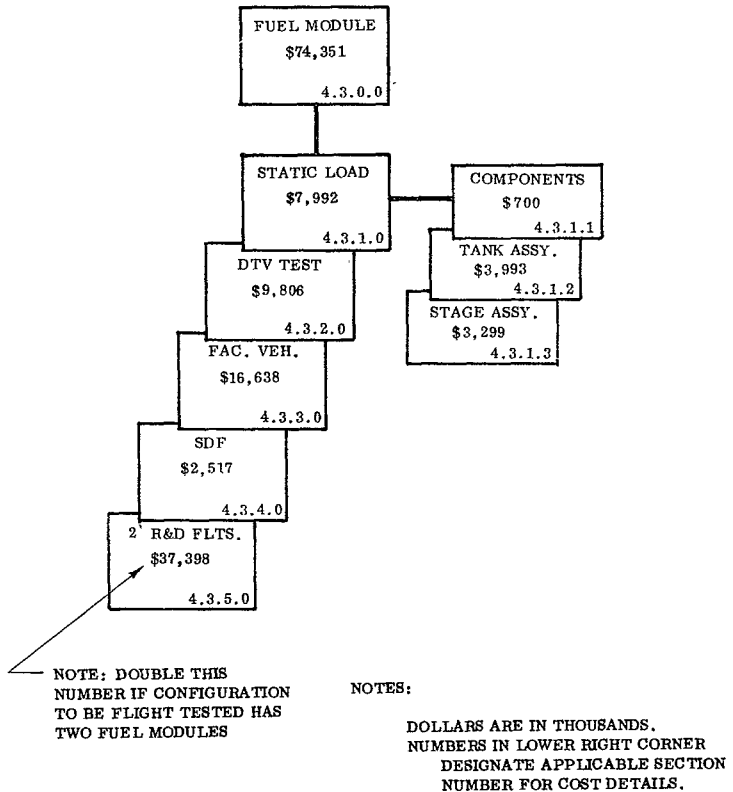 FUEL MODULE
$74,351
4.3.0.0
STATIC LOAD
$7,992
4.3.1.0
COMPONENTS
$700
4.3.1.1
TANK ASSY.
$3,993
4.3.1.2
STAGE ASSY.
$3,299
4.3.1.3
DTV TEST
$9,806
4.3.2.0
FAC. VEH.
$16,638
4.3.3.0
SDF
$2,517
4.3.4.0
2 R&D FLTS.
$37,398
4.3.5.0
NOTE: DOUBLE THIS
NUMBER IF CONFIGURATION
TO BE FLIGHT TESTED HAS
TWO FUEL MODULES
NOTES:
DOLLARS ARE IN THOUSANDS.
NUMBERS IN LOWER RIGHT CORNER
DESIGNATE APPLICABLE SECTION
NUMBER FOR COST DETAILS.